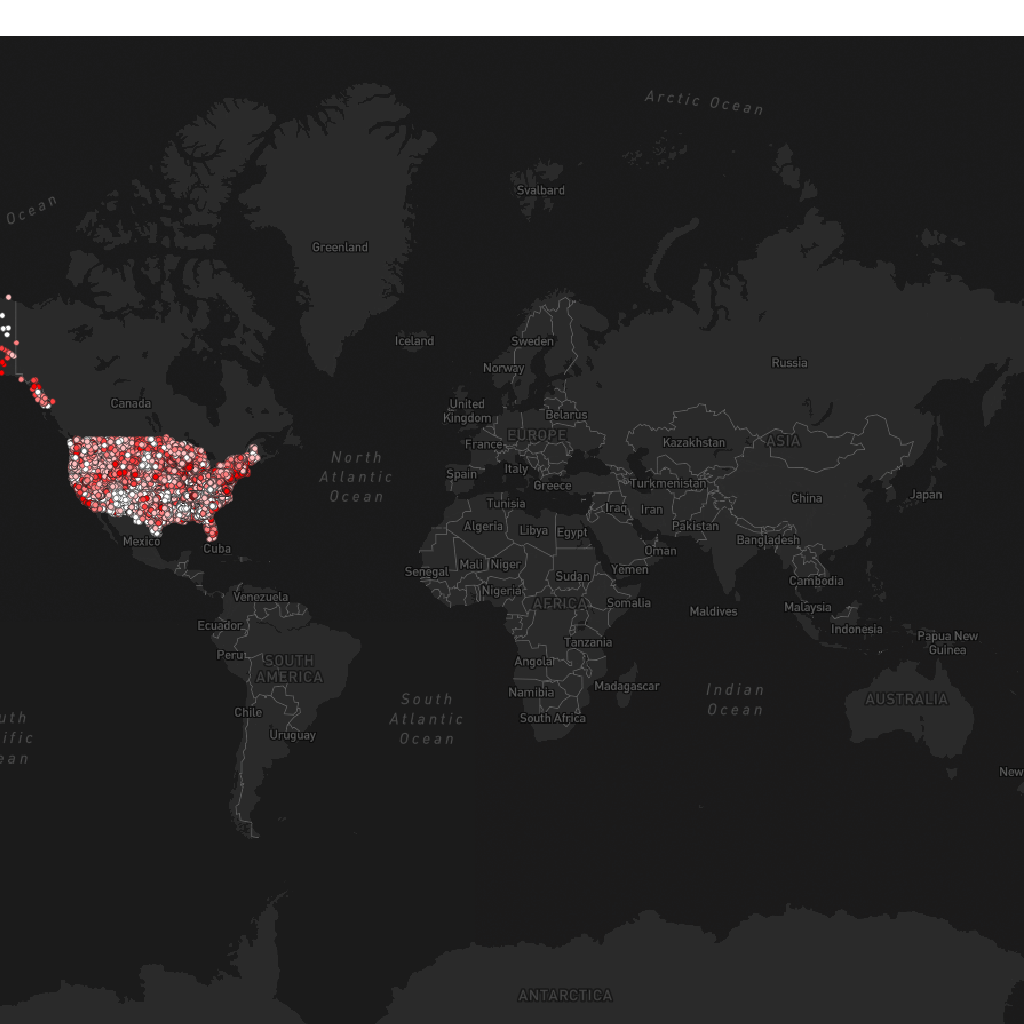 Arctic Ocean
Svalbard
Ocean
Greenland
Iceland
Sweden
Russia
Norway
Canada
United
Kingdom
Belarus
EUROPE
France
Kazakhstan
ASIA
North
Atlantic
Ocean
Spain
Italy
Greece
Turkmenistan
China
Japan
Tunisia
Iraq
Iran
Algeria
Libya
Egypt
Pakistan
Bangladesh
Mexico
Cuba
Oman
Senegal
Mali
Niger
Sudan
Yemen
Cambodia
Venezuela
Nigeria
AFRICA
Somalia
Maldives
Malaysia
Ecuador
Indonesia
Papua New
Guinea
Peru
SOUTH
AMERICA
Tanzania
Angola
Namibia
Madagascar
Indian
Ocean
AUSTRALIA
South
Atlantic
Ocean
Chile
South Africa
uth
ific
ean
Uruguay
New
ANTARCTICA